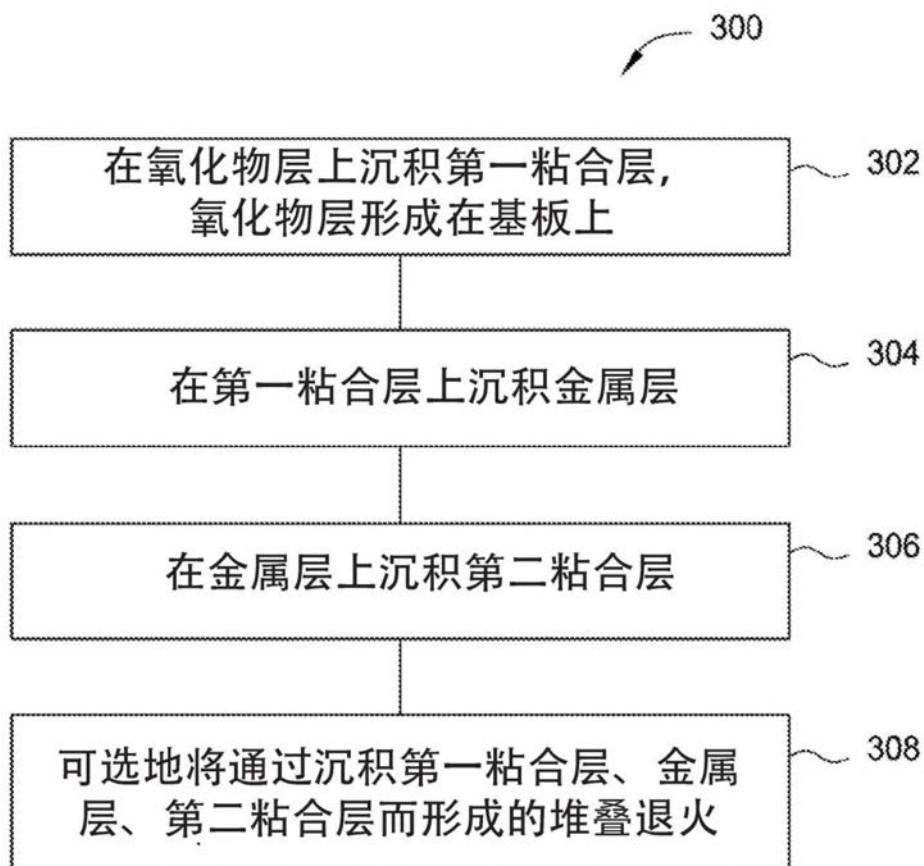 300
在氧化物层上沉积第一粘合层,
氧化物层形成在基板上
302
在第一粘合层上沉积金属层
304
在金属层上沉积第二粘合层
306
可选地将通过沉积第一粘合层、金属
层、第二粘合层而形成的堆叠退火
308